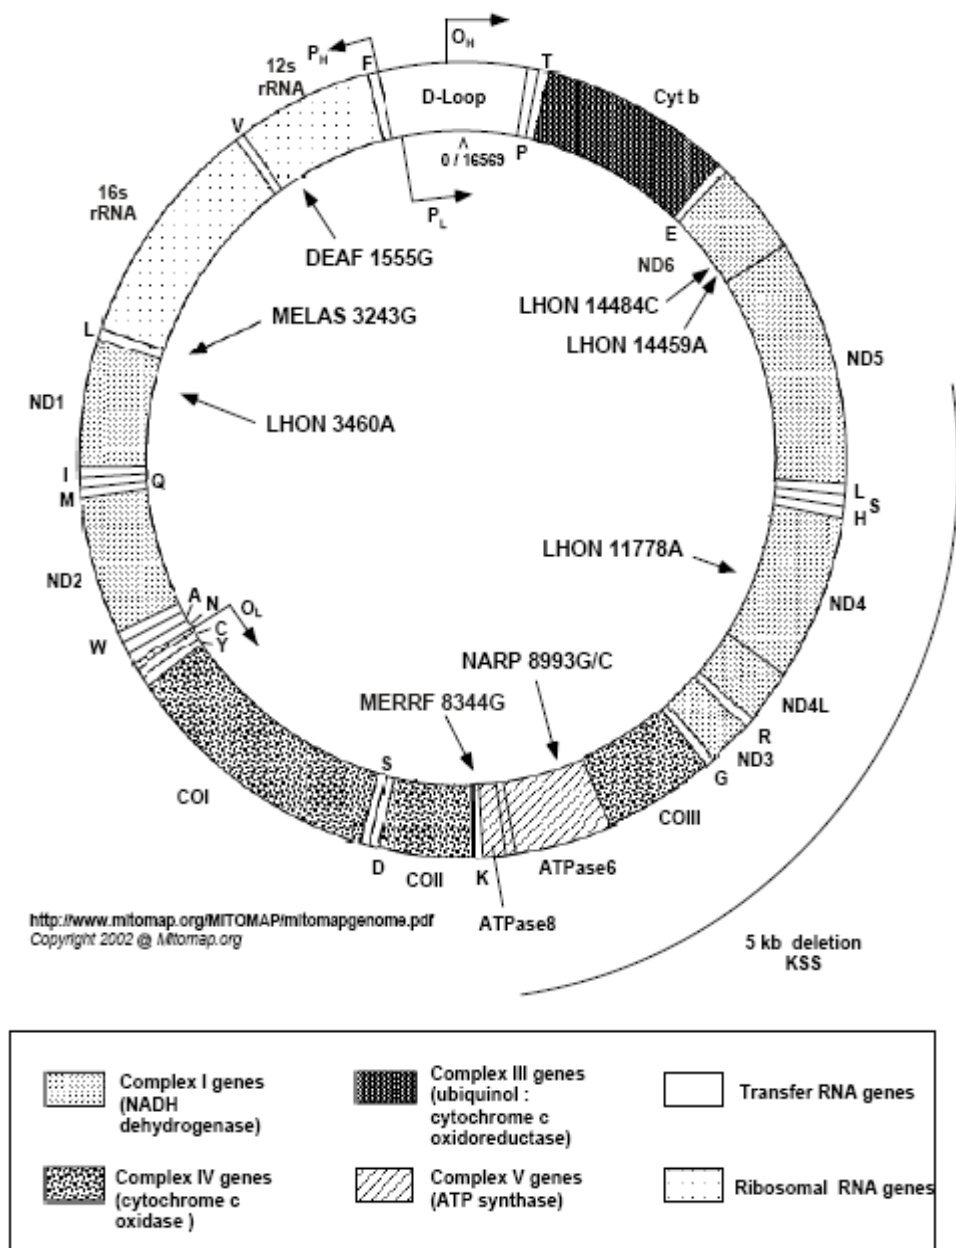 O_H
P_H
F
T
12s
rRNA
D-Loop
Cyt b
V
P
0 / 16569
16s
rRNA
P_L
E
DEAF 1555G
ND6
LHON 14484C
MELAS 3243G
LHON 14459A
L
ND5
ND1
LHON 3460A
I
Q
M
L
S
H
LHON 11778A
ND2
A
N
O_L
ND4
C
W
Y
NARP 8993G/C
MERRF 8344G
ND4L
R
ND3
S
G
COI
COIII
D
COII
K
ATPase6
ATPase8
http://www.mitomap.org/MITOMAP/mitomapgenome.pdf
Copyright 2002 @ Mitomap.org
5 kb deletion
KSS
Complex I genes
(NADH
dehydrogenase)
Complex III genes
(ubiquinol :
cytochrome c
oxidoreductase)
Transfer RNA genes
Complex IV genes
(cytochrome c
oxidase )
Complex V genes
(ATP synthase)
Ribosomal RNA genes